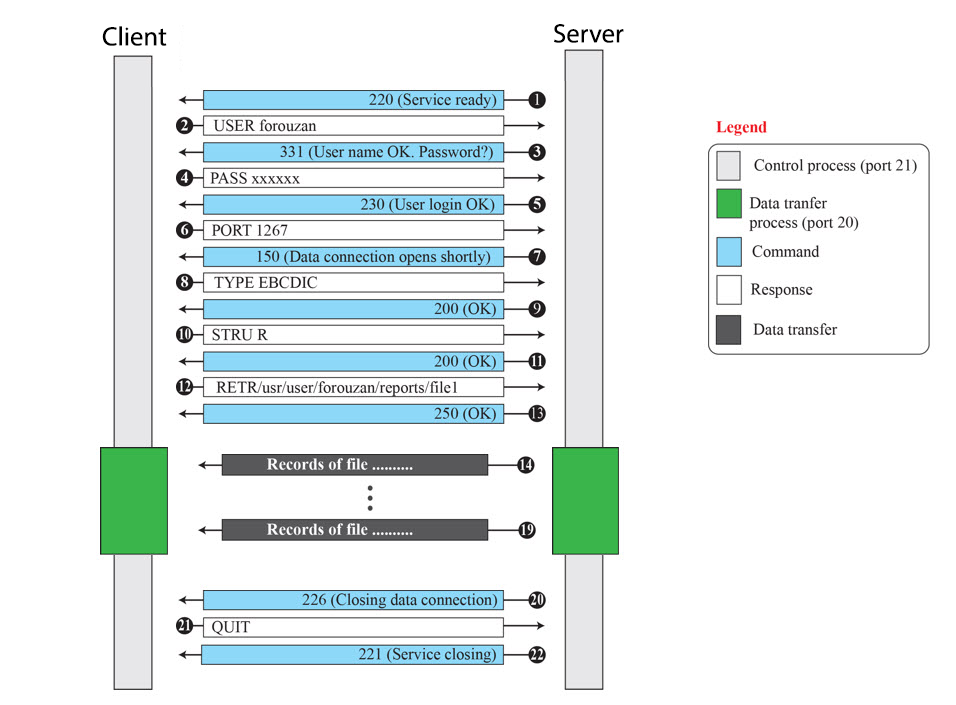 Client
Server
220 (Service ready) 1
2 USER forouzan
331 (User name OK. Password?) 3
4 PASS xxxxxx
230 (User login OK) 5
6 PORT 1267
150 (Data connection opens shortly) 7
8 TYPE EBCDIC
200 (OK) 9
10 STRU R
200 (OK) 11
12 RETR/usr/user/forouzan/reports/file1
250 (OK) 13
Records of file .......... 14
Records of file .......... 19
226 (Closing data connection) 20
21 QUIT
221 (Service closing) 22
Legend
Control process (port 21)
Data tranfer
process (port 20)
Command
Response
Data transfer